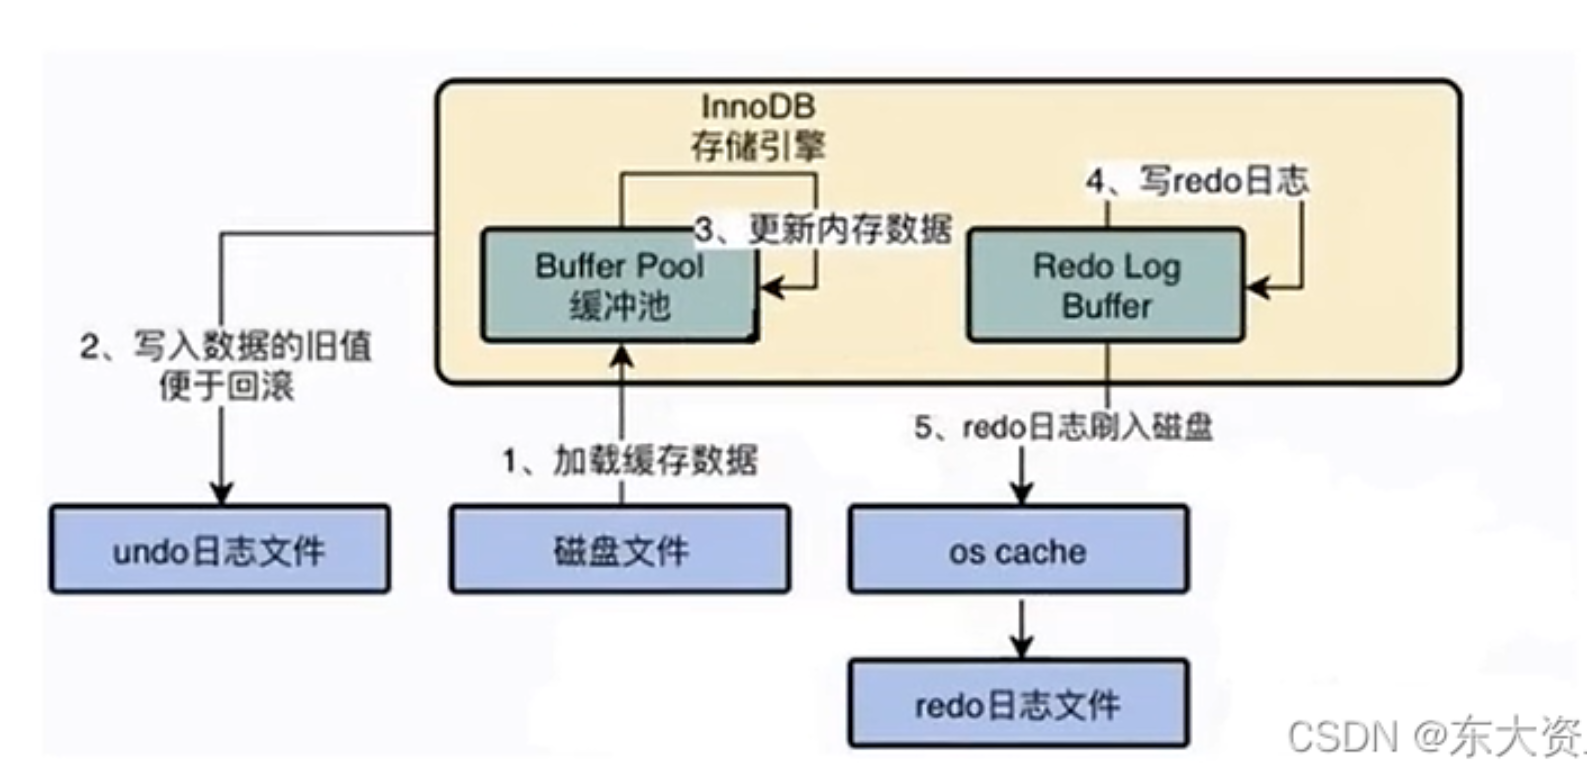 InnoDB
存储引擎
4、写redo日志
3、更新内存数据
Buffer Pool
缓冲池
Redo Log
Buffer
2、写入数据的旧值
便于回滚
5、redo日志刷入磁盘
1、加载缓存数据
undo日志文件
磁盘文件
os cache
redo日志文件
CSDN @东大资